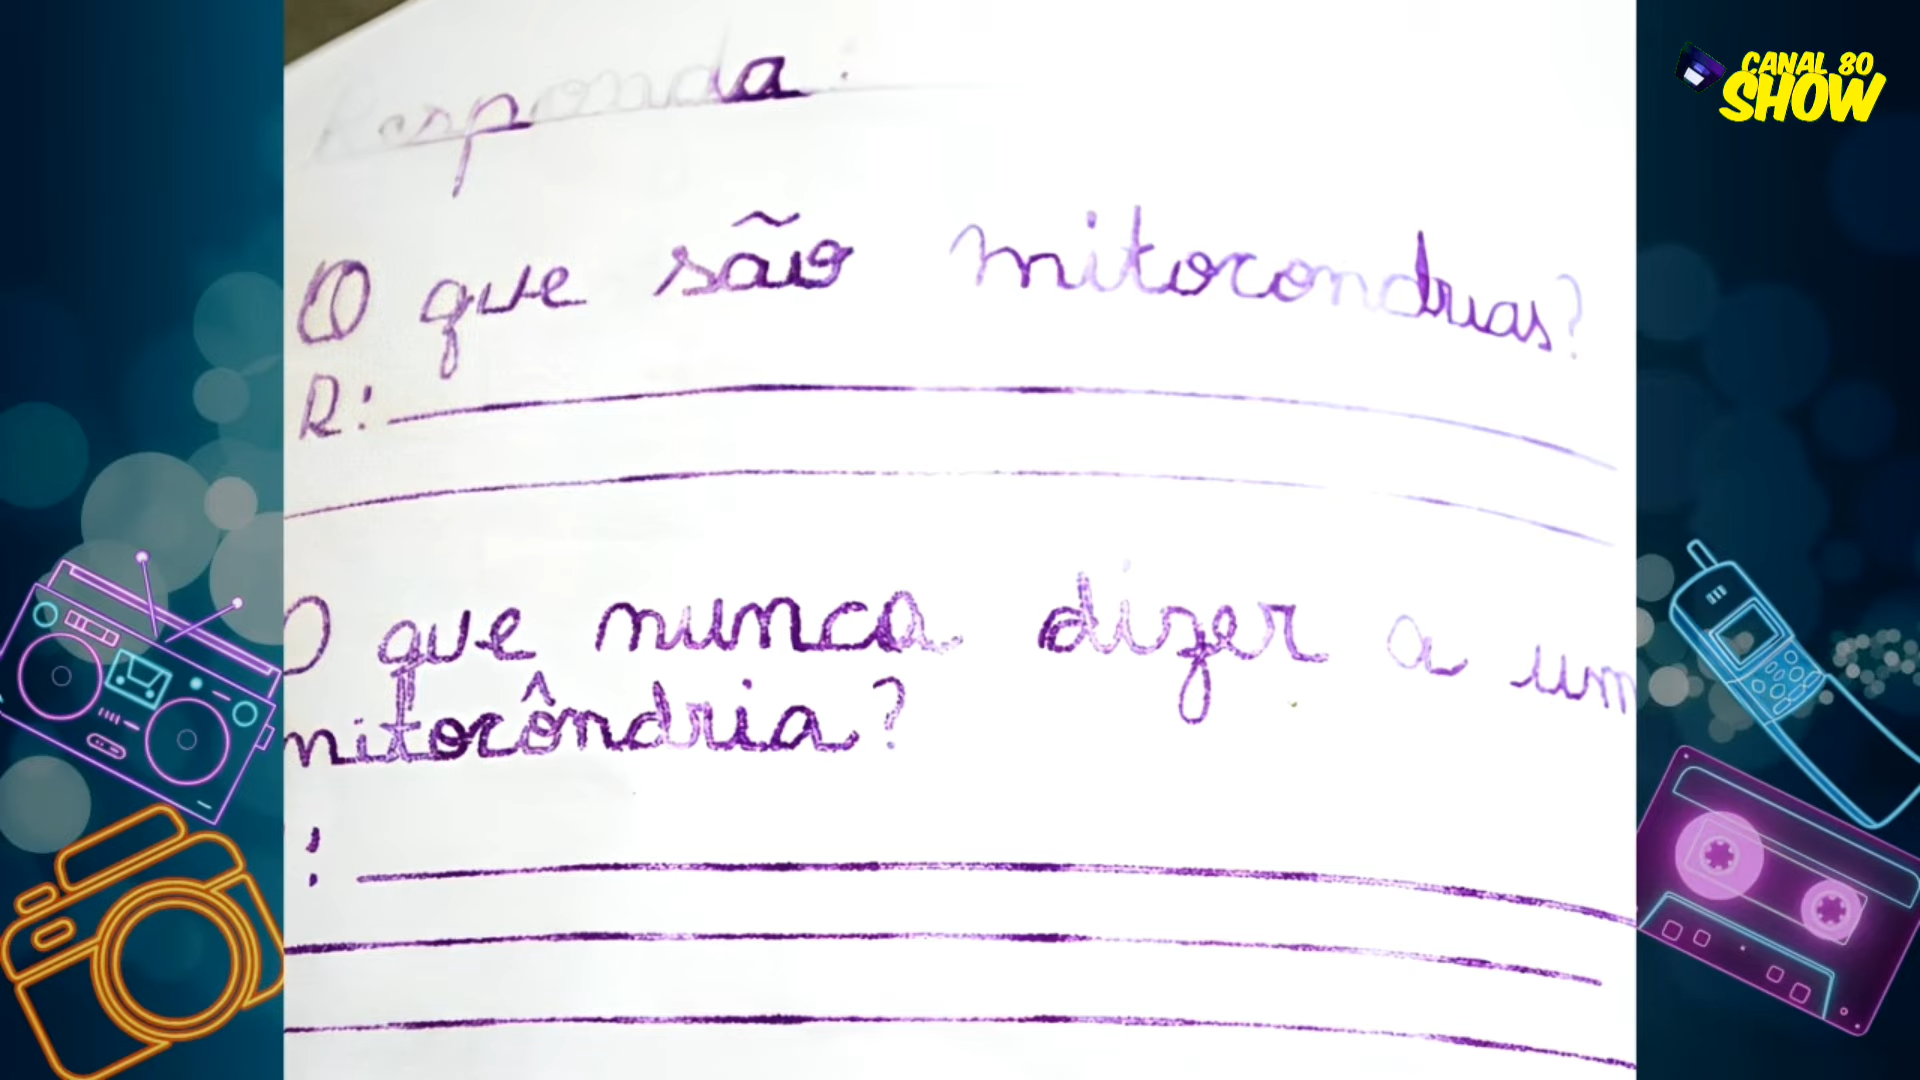 Responda:
O que são mitocondrias?
R:
O que nunca dizer a um
mitocôndria?
:
CANAL 80
SHOW